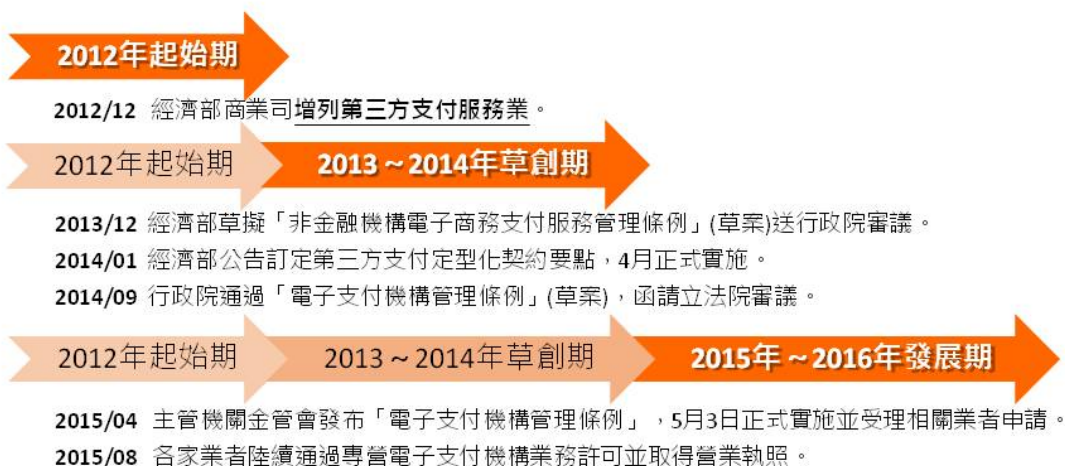 2012年起始期
2012/12 經濟部商業司增列第三方支付服務業。
2012年起始期 2013～2014年草創期
2013/12 經濟部草擬「非金融機構電子商務支付服務管理條例」(草案)送行政院審議。
2014/01 經濟部公告訂定第三方支付定型化契約要點，4月正式實施。
2014/09 行政院通過「電子支付機構管理條例」(草案)，函請立法院審議。
2012年起始期 2013～2014年草創期 2015年～2016年發展期
2015/04 主管機關金管會發布「電子支付機構管理條例」，5月3日正式實施並受理相關業者申請。
2015/08 各家業者陸續通過專營電子支付機構業務許可並取得營業執照。